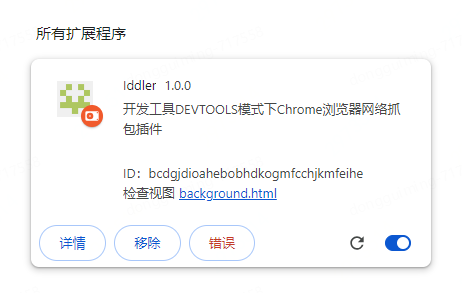 所有扩展程序
Iddler 1.0.0
开发工具DEVTOOLS模式下Chrome浏览器网络抓
包插件
ID：bcdgjdioahebobhdkogmfcchjkmfeihe
检查视图 background.html
详情 移除 错误